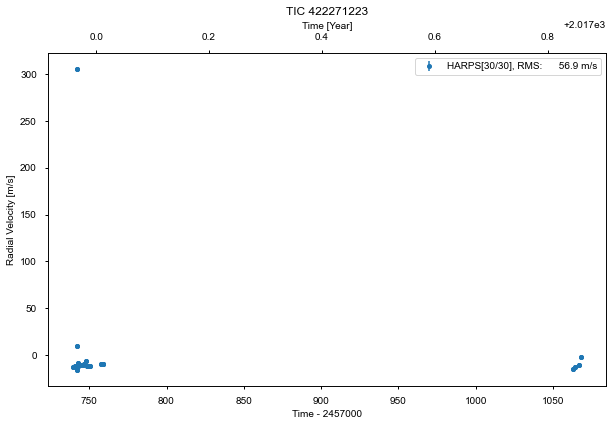 TIC 422271223
Time [Year]
+2.017e3
0.0 0.2 0.4 0.6 0.8
HARPS[30/30], RMS: 56.9 m/s
300
250
200
150
100
50
0
Radial Velocity [m/s]
750 800 850 900 950 1000 1050
Time - 2457000